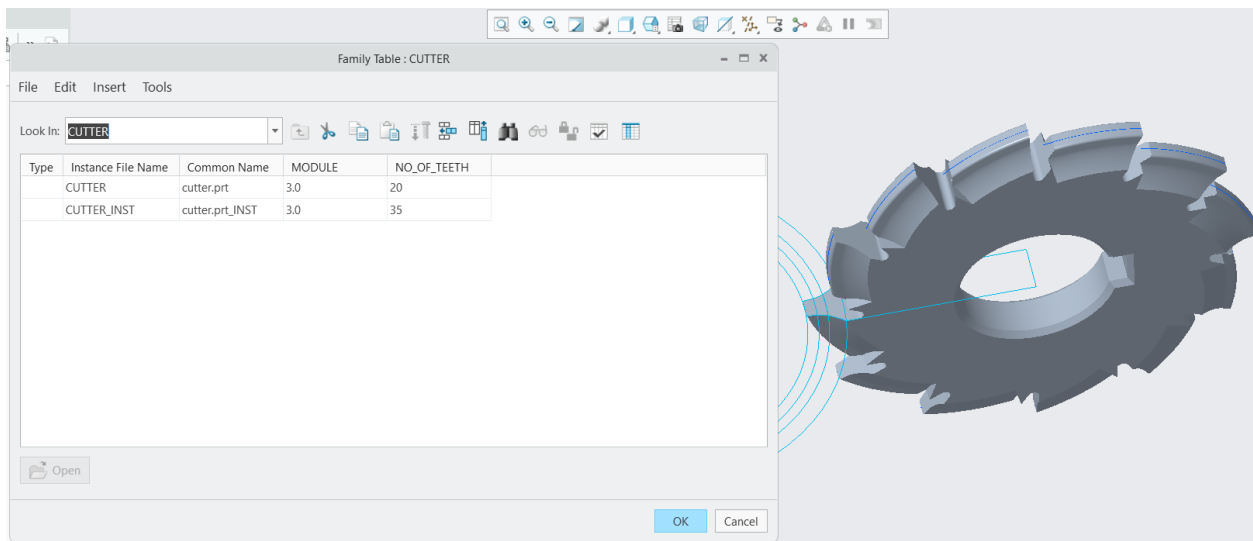 Family Table : CUTTER
File Edit Insert Tools
Look In: CUTTER
Type Instance File Name Common Name MODULE NO_OF_TEETH
CUTTER cutter.prt 3.0 20
CUTTER_INST cutter.prt_INST 3.0 35
Open
OK Cancel